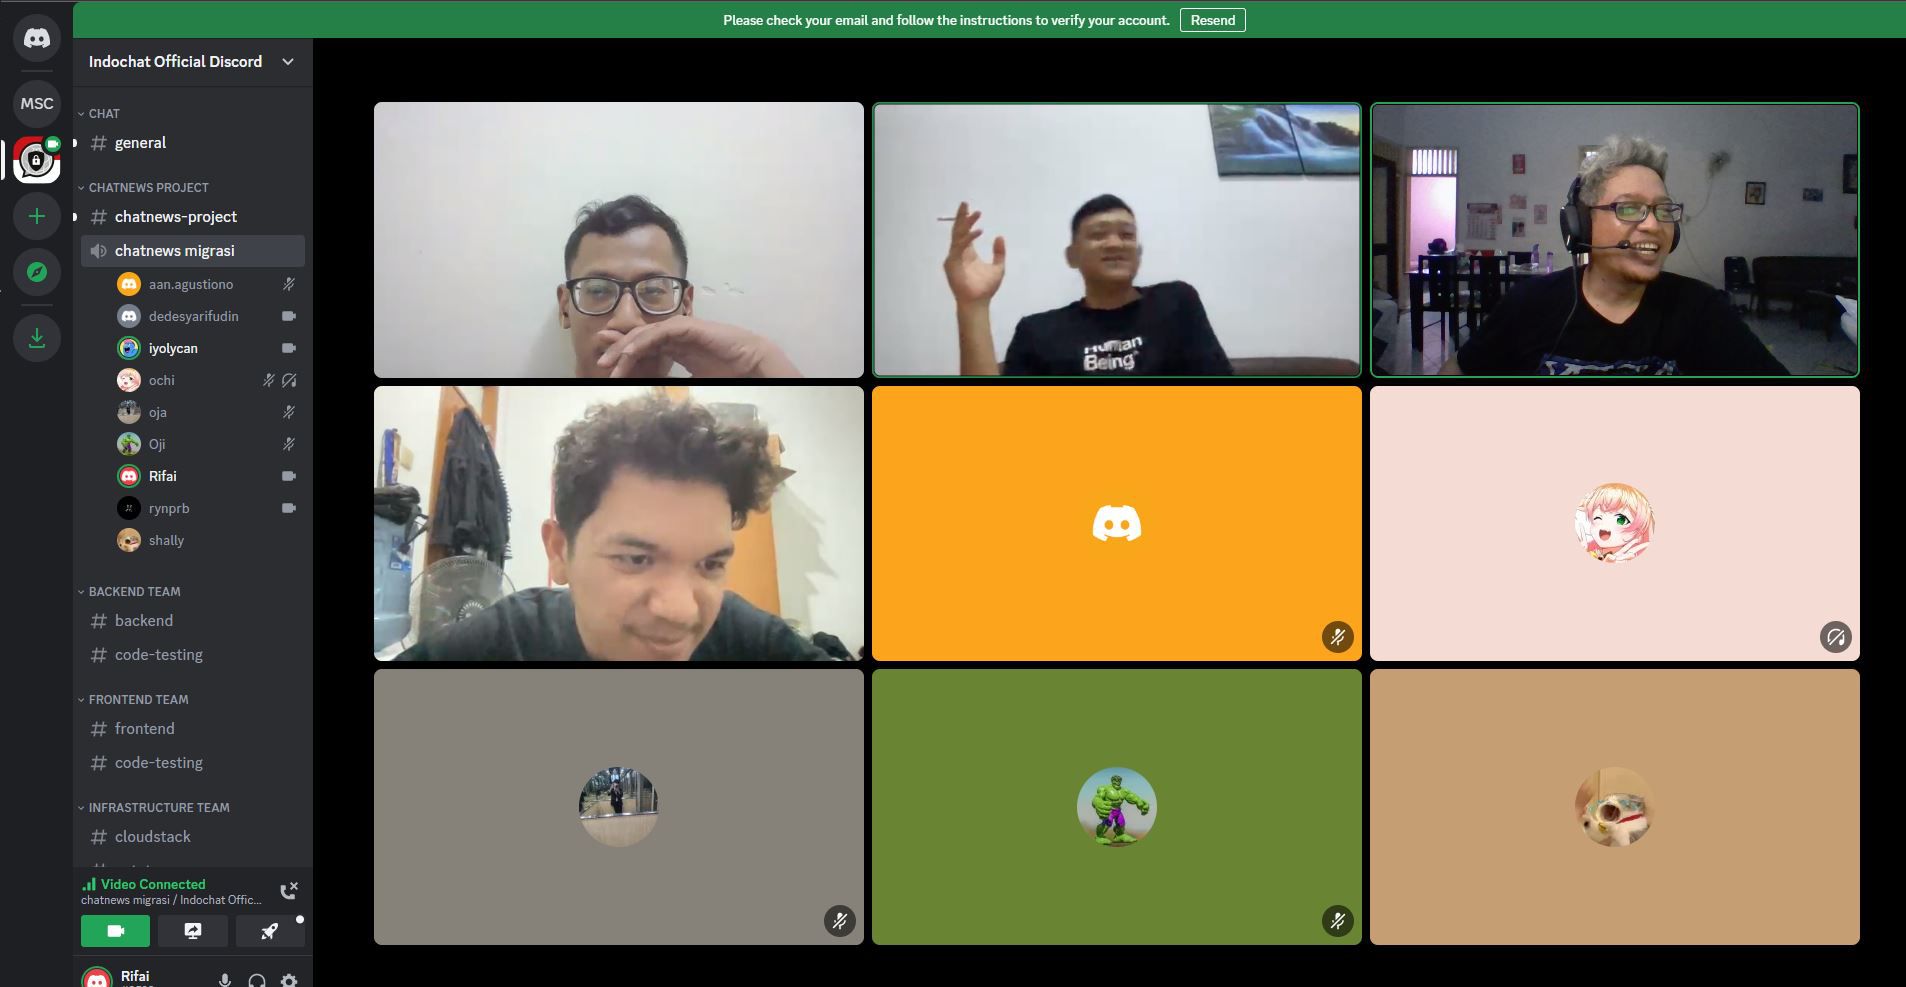 Please check your email and follow the instructions to verify your account. Resend
MSC
Indochat Official Discord
CHAT
general
CHATNEWS PROJECT
chatnews-project
chatnews migrasi
aan.agustiono
dedesyarifudin
iyolycan
ochi
oja
Oji
Rifai
rynprb
shally
BACKEND TEAM
backend
code-testing
FRONTEND TEAM
frontend
code-testing
INFRASTRUCTURE TEAM
cloudstack
Video Connected
chatnews migrasi / Indochat Offic...
Rifai
Human
Being